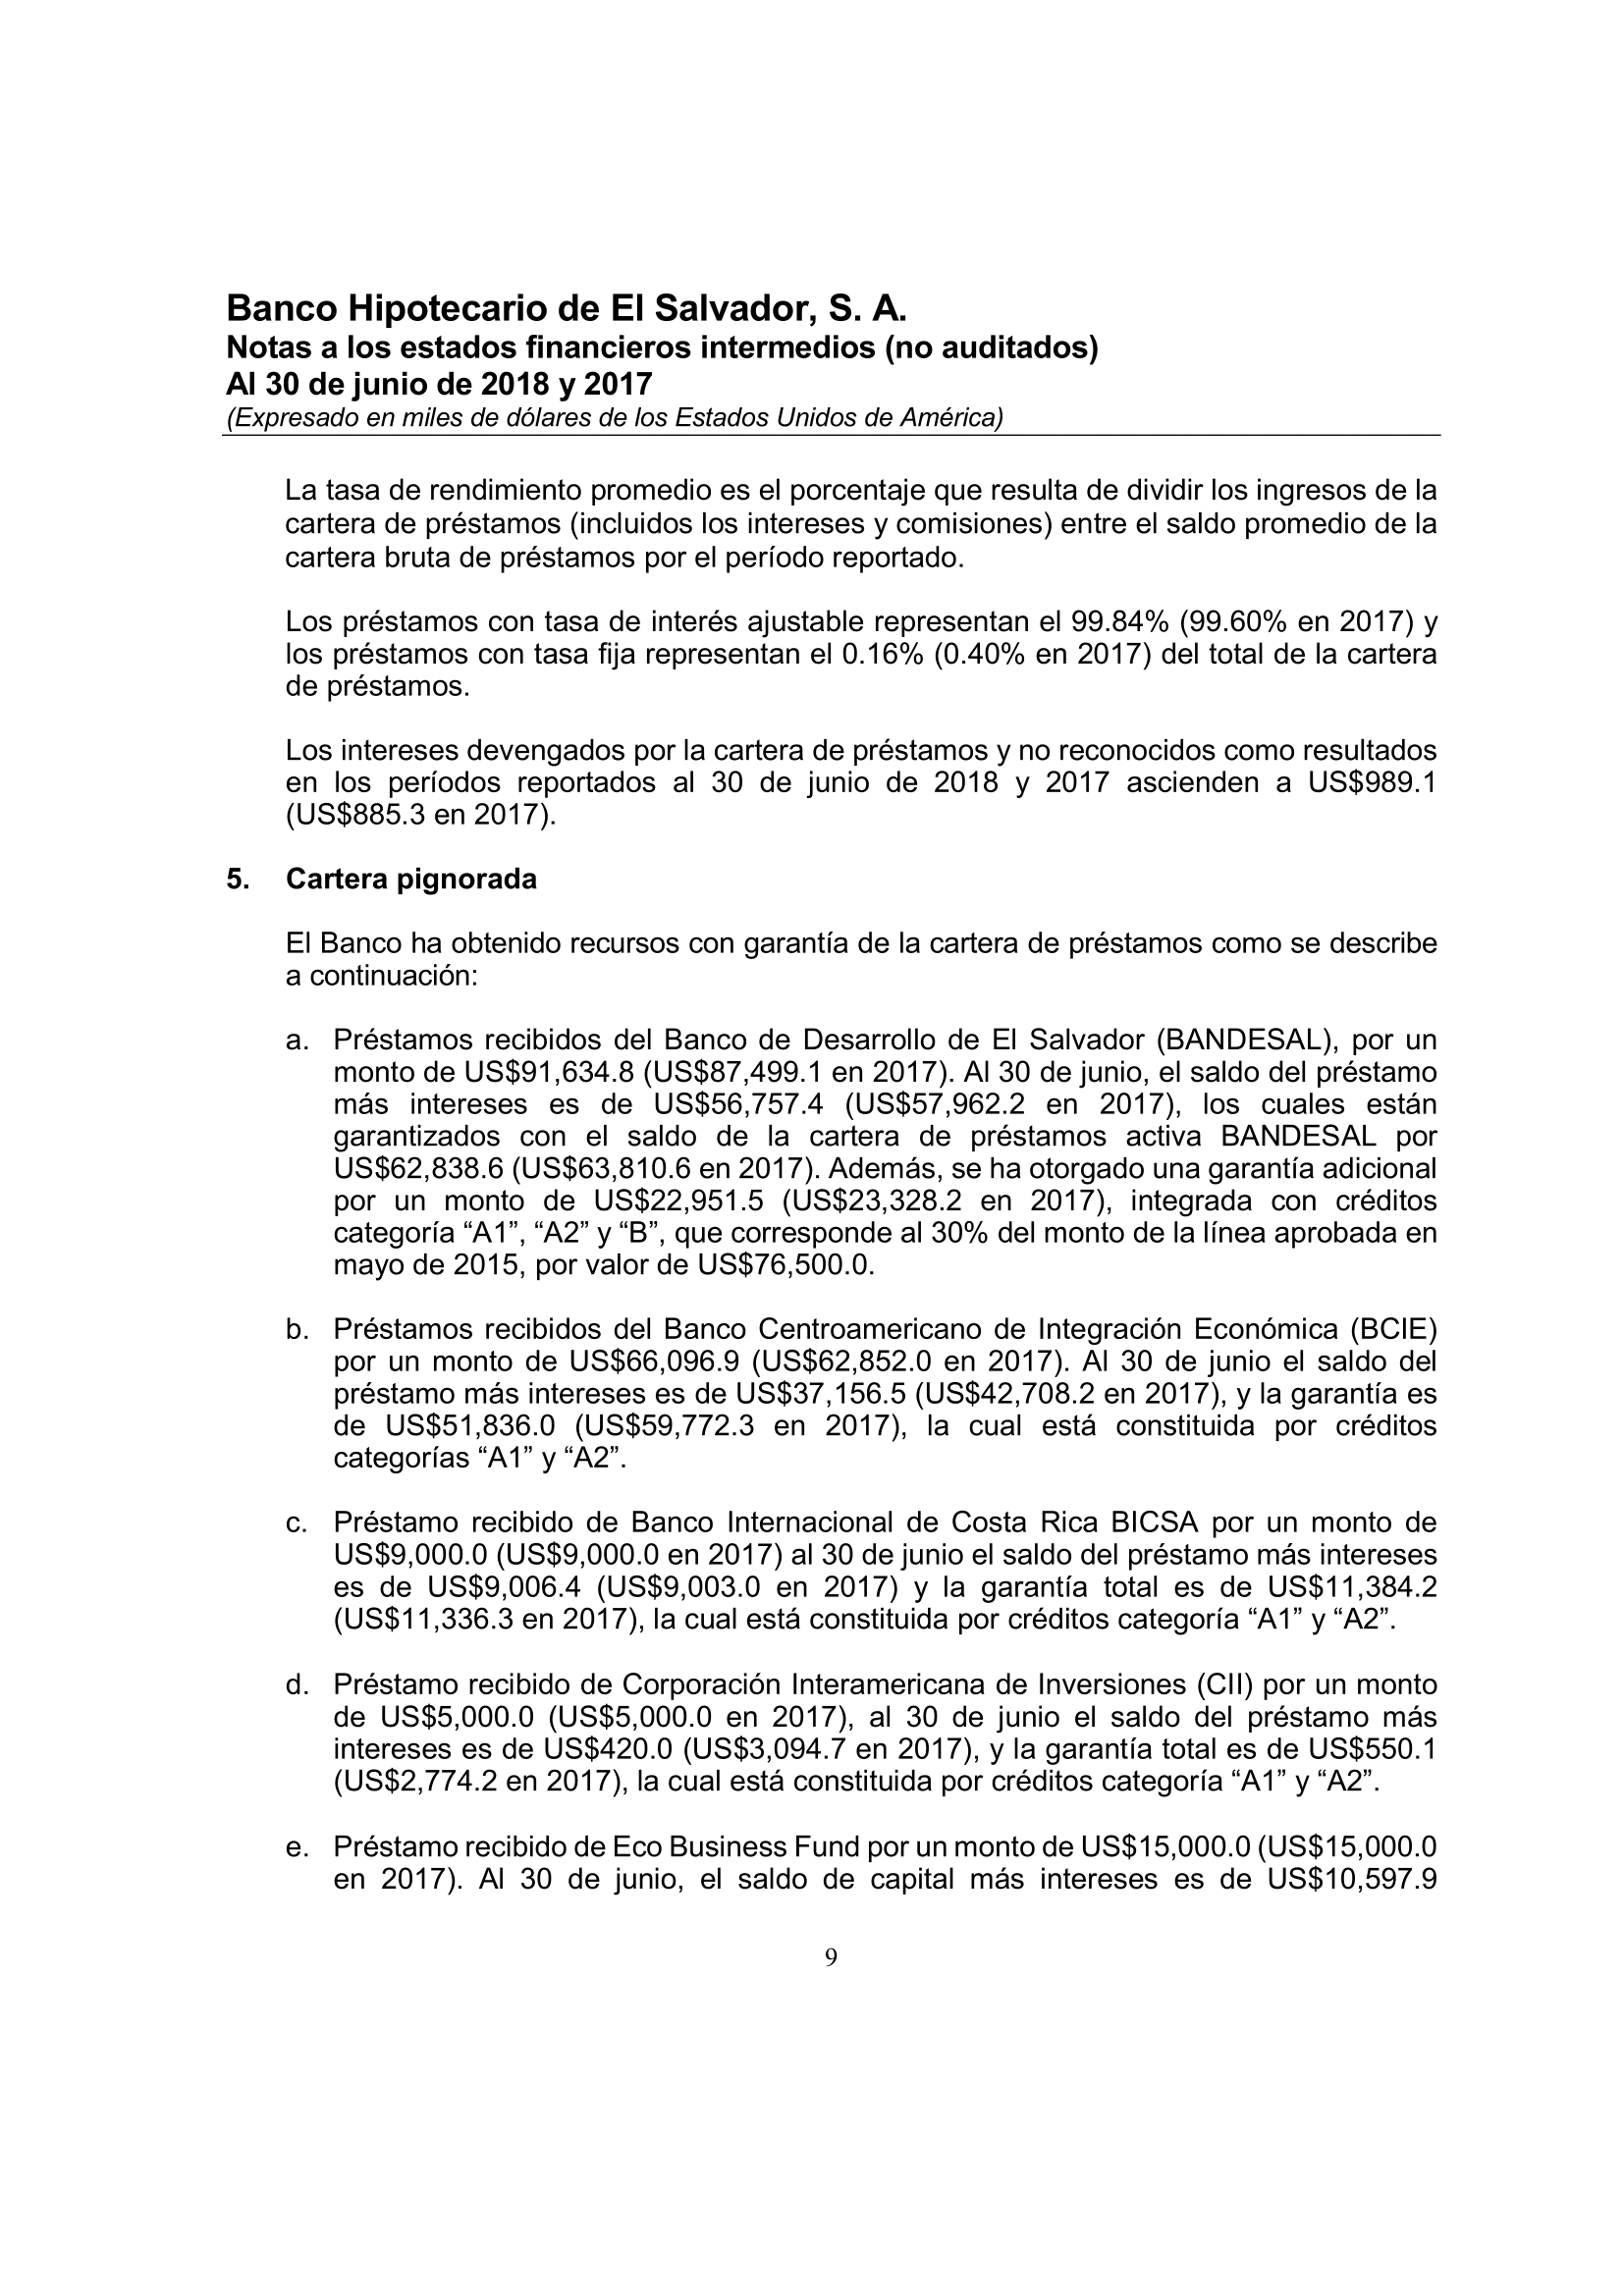 Banco Hipotecario de El Salvador, S. A.
Notas a los estados financieros intermedios (no auditados)
Al 30 de junio de 2018 y 2017
(Expresado en miles de dólares de los Estados Unidos de América)
La tasa de rendimiento promedio es el porcentaje que resulta de dividir los ingresos de la
cartera de préstamos (incluidos los intereses y comisiones) entre el saldo promedio de la
cartera bruta de préstamos por el período reportado.
Los préstamos con tasa de interés ajustable representan el 99.84% (99.60% en 2017) y
los préstamos con tasa fija representan el 0.16% (0.40% en 2017) del total de la cartera
de préstamos.
Los intereses devengados por la cartera de préstamos y no reconocidos como resultados
en los períodos reportados al 30 de junio de 2018 y 2017 ascienden a US$989.1
(US$885.3 en 2017).
5. Cartera pignorada
El Banco ha obtenido recursos con garantía de la cartera de préstamos como se describe
a continuación:
a. Préstamos recibidos del Banco de Desarrollo de El Salvador (BANDESAL), por un
monto de US$91,634.8 (US$87,499.1 en 2017). Al 30 de junio, el saldo del préstamo
más intereses es de US$56,757.4 (US$57,962.2 en 2017), los cuales están
garantizados con el saldo de la cartera de préstamos activa BANDESAL por
US$62,838.6 (US$63,810.6 en 2017). Además, se ha otorgado una garantía adicional
por un monto de US$22,951.5 (US$23,328.2 en 2017), integrada con créditos
categoría “A1”, “A2” y “B”, que corresponde al 30% del monto de la línea aprobada en
mayo de 2015, por valor de US$76,500.0.
b. Préstamos recibidos del Banco Centroamericano de Integración Económica (BCIE)
por un monto de US$66,096.9 (US$62,852.0 en 2017). Al 30 de junio el saldo del
préstamo más intereses es de US$37,156.5 (US$42,708.2 en 2017), y la garantía es
de US$51,836.0 (US$59,772.3 en 2017), la cual está constituida por créditos
categorías “A1” y “A2”.
c. Préstamo recibido de Banco Internacional de Costa Rica BICSA por un monto de
US$9,000.0 (US$9,000.0 en 2017) al 30 de junio el saldo del préstamo más intereses
es de US$9,006.4 (US$9,003.0 en 2017) y la garantía total es de US$11,384.2
(US$11,336.3 en 2017), la cual está constituida por créditos categoría “A1” y “A2”.
d. Préstamo recibido de Corporación Interamericana de Inversiones (CII) por un monto
de US$5,000.0 (US$5,000.0 en 2017), al 30 de junio el saldo del préstamo más
intereses es de US$420.0 (US$3,094.7 en 2017), y la garantía total es de US$550.1
(US$2,774.2 en 2017), la cual está constituida por créditos categoría “A1” y “A2”.
e. Préstamo recibido de Eco Business Fund por un monto de US$15,000.0 (US$15,000.0
en 2017). Al 30 de junio, el saldo de capital más intereses es de US$10,597.9
9